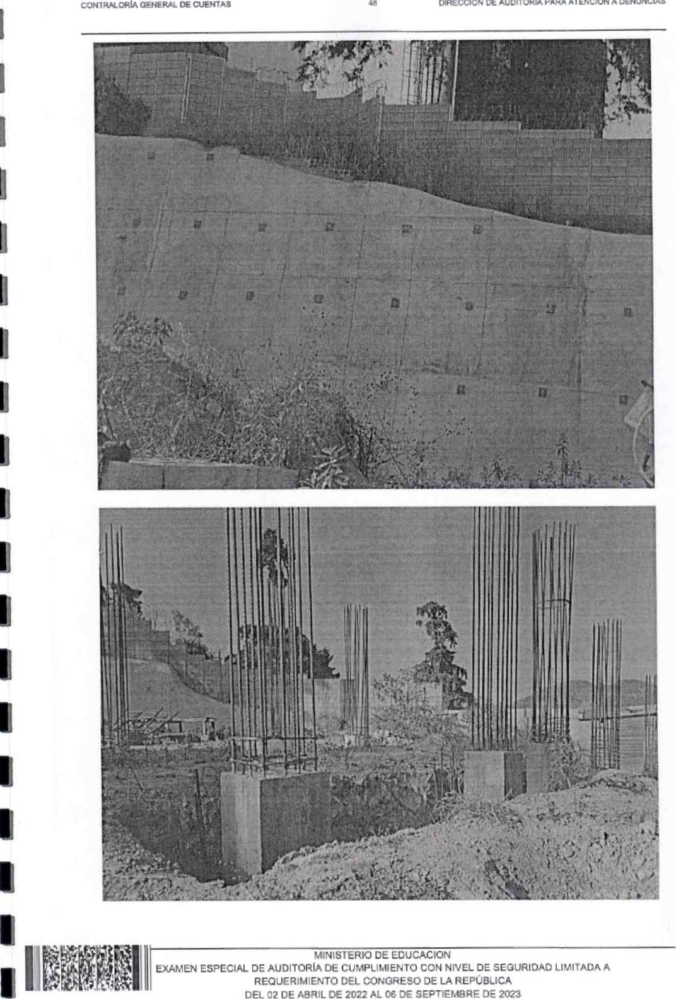 CONTRALORÍA GENERAL DE CUENTAS 48 DIRECCIÓN DE AUDITORÍA PARA ATENCIÓN A DENUNCIAS
MINISTERIO DE EDUCACION
EXAMEN ESPECIAL DE AUDITORÍA DE CUMPLIMIENTO CON NIVEL DE SEGURIDAD LIMITADA A
REQUERIMIENTO DEL CONGRESO DE LA REPÚBLICA
DEL 02 DE ABRIL DE 2022 AL 06 DE SEPTIEMBRE DE 2023